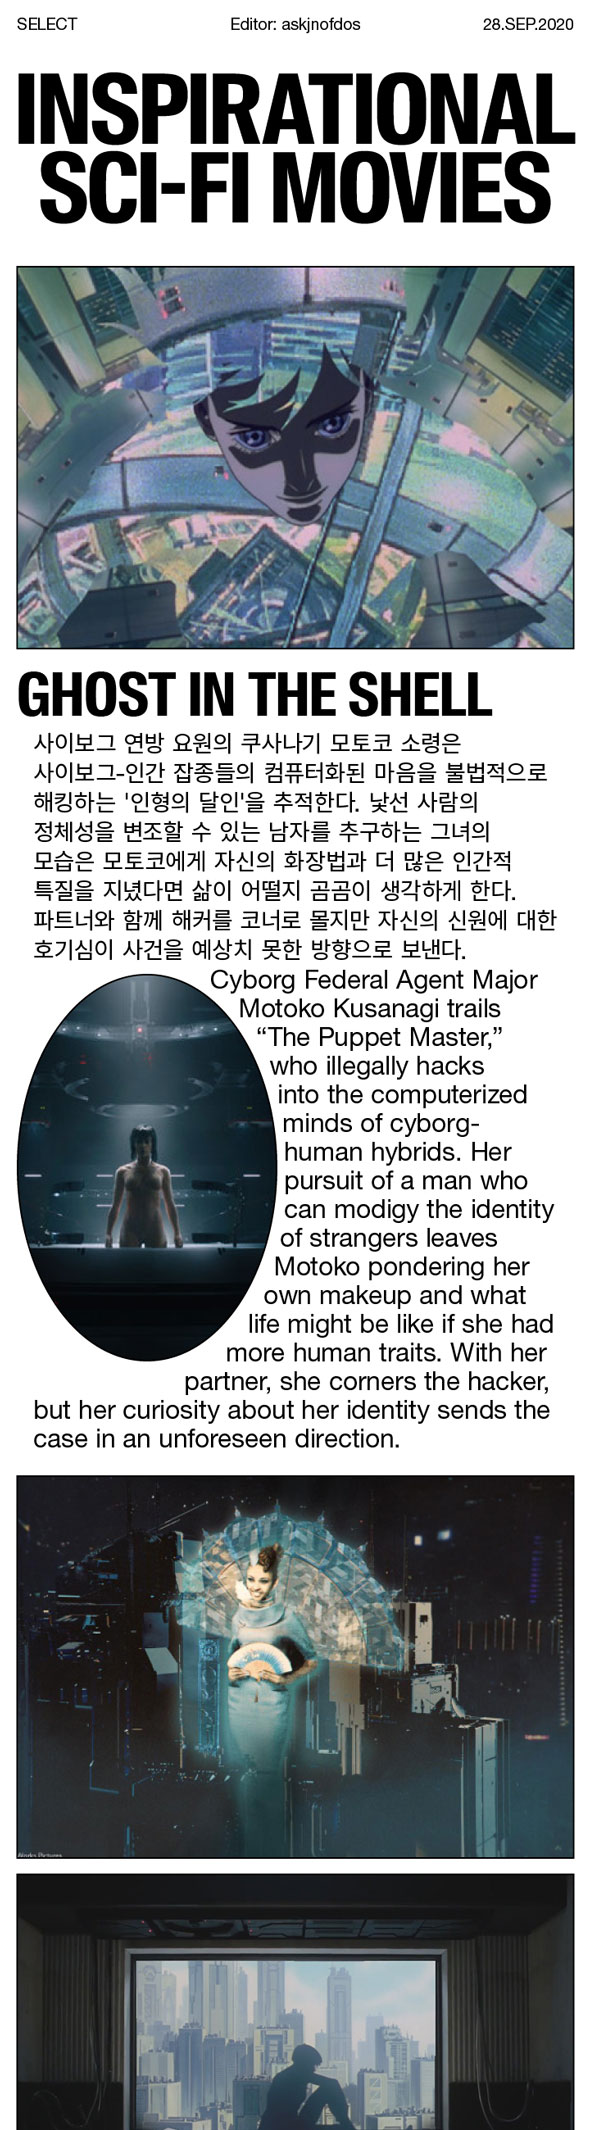 SELECT
Editor: askjnofdos
28.SEP.2020
INSPIRATIONAL
SCI-FI MOVIES
GHOST IN THE SHELL
사이보그 연방 요원의 쿠사나기 모토코 소령은
사이보그-인간 잡종들의 컴퓨터화된 마음을 불법적으로
해킹하는 '인형의 달인'을 추적한다. 낯선 사람의
정체성을 변조할 수 있는 남자를 추구하는 그녀의
모습은 모토코에게 자신의 화장법과 더 많은 인간적
특질을 지녔다면 삶이 어떨지 곰곰이 생각하게 한다.
파트너와 함께 해커를 코너로 몰지만 자신의 신원에 대한
호기심이 사건을 예상치 못한 방향으로 보낸다.
Cyborg Federal Agent Major
Motoko Kusanagi trails
“The Puppet Master,”
who illegally hacks
into the computerized
minds of cyborg-
human hybrids. Her
pursuit of a man who
can modigy the identity
of strangers leaves
Motoko pondering her
own makeup and what
life might be like if she had
more human traits. With her
partner, she corners the hacker,
but her curiosity about her identity sends the
case in an unforeseen direction.